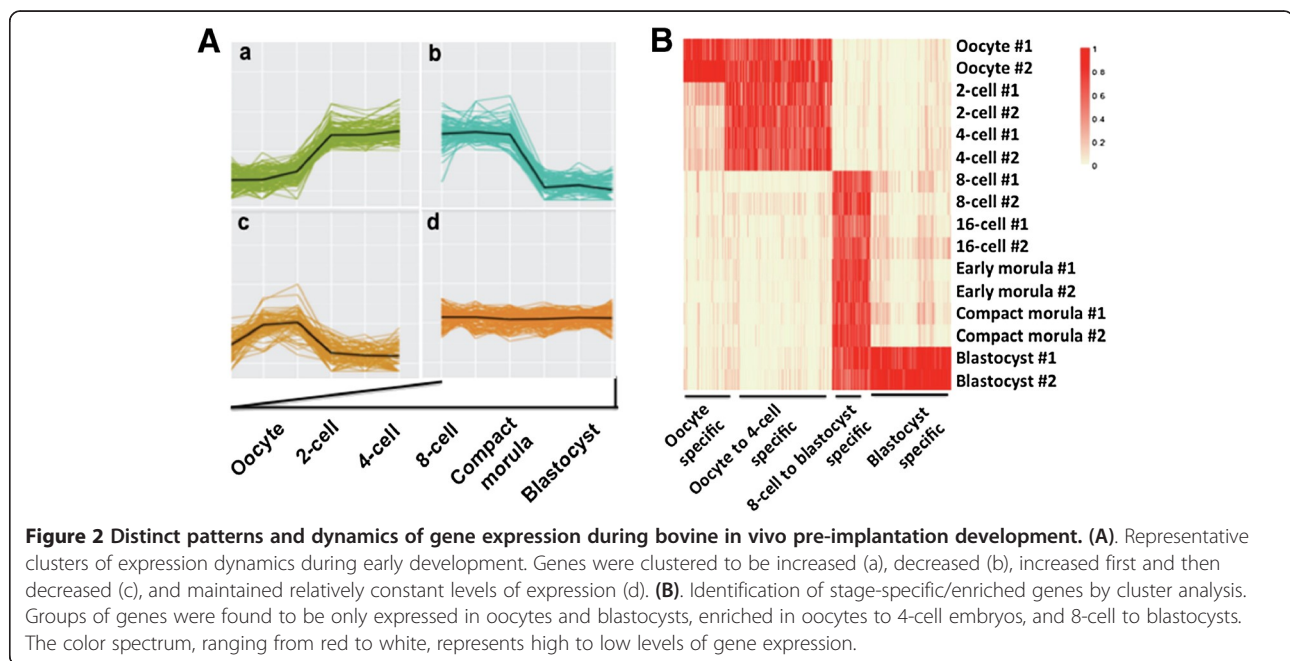 A
a
b
c
d
Oocyte
2-cell
4-cell
8-cell
Compact
morula
Blastocyst
B
Oocyte #1
Oocyte #2
2-cell #1
2-cell #2
4-cell #1
4-cell #2
8-cell #1
8-cell #2
16-cell #1
16-cell #2
Early morula #1
Early morula #2
Compact morula #1
Compact morula #2
Blastocyst #1
Blastocyst #2
1
0 8
0 6
0.4
0.2
0
Oocyte
specific
Oocyte to 4-cell
specific
8-cell to blastocyst
specific
Blastocyst
specific
Figure 2 Distinct patterns and dynamics of gene expression during bovine in vivo pre-implantation development. (A). Representative
clusters of expression dynamics during early development. Genes were clustered to be increased (a), decreased (b), increased first and then
decreased (c), and maintained relatively constant levels of expression (d). (B). Identification of stage-specific/enriched genes by cluster analysis.
Groups of genes were found to be only expressed in oocytes and blastocysts, enriched in oocytes to 4-cell embryos, and 8-cell to blastocysts.
The color spectrum, ranging from red to white, represents high to low levels of gene expression.